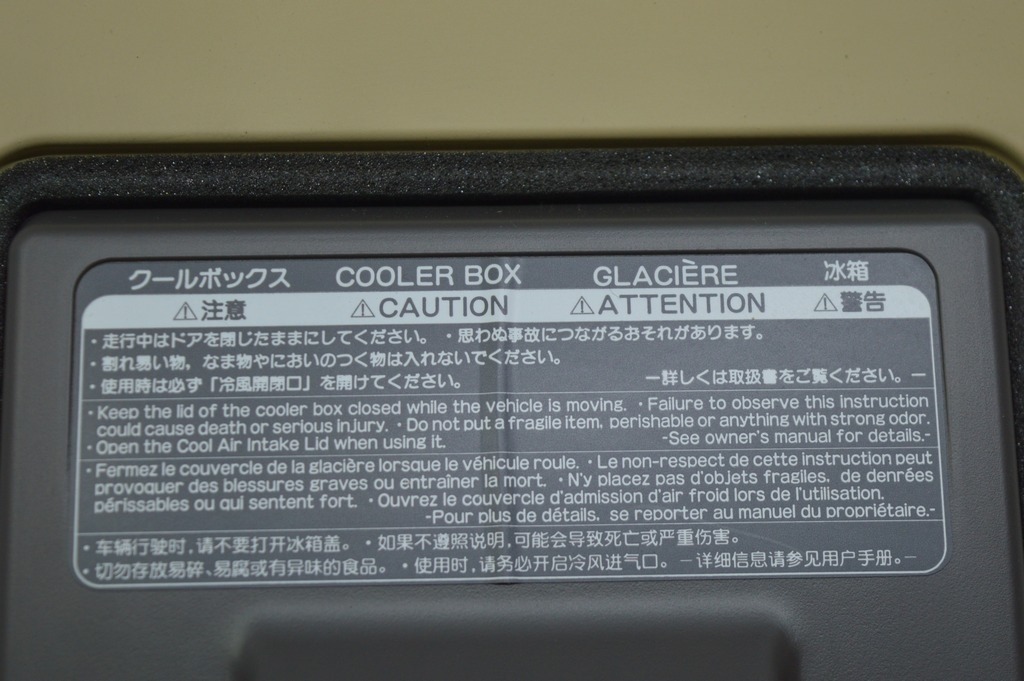 クールボックス COOLER BOX GLACIÈRE 冰箱
⚠注意 ⚠CAUTION ⚠ATTENTION ⚠警告
・走行中はドアを閉じたままにしてください。 ・思わぬ事故につながるおそれがあります。
・割れ易い物，なま物やにおいのつく物は入れないでください。
・使用時は必ず「冷風開閉口」を開けてください。 －詳しくは取扱書をご覧ください。－
・Keep the lid of the cooler box closed while the vehicle is moving. ・Failure to observe this instruction
could cause death or serious injury. ・Do not put a fragile item, perishable or anything with strong odor.
・Open the Cool Air Intake Lid when using it. -See owner's manual for details.-
・Fermez le couvercle de la glacière lorsque le véhicule roule. ・Le non-respect de cette instruction peut
provoquer des blessures graves ou entraîner la mort. ・N'y placez pas d'objets fragiles, de denrées
périssables ou qui sentent fort. ・Ouvrez le couvercle d'admission d'air froid lors de l'utilisation.
-Pour plus de détails, se reporter au manuel du propriétaire.-
・车辆行驶时,请不要打开冰箱盖。 ・如果不遵照说明,可能会导致死亡或严重伤害。
・切勿存放易碎、易腐或有异味的食品。 ・使用时,请务必开启冷风进气口。 －详细信息请参见用户手册。－